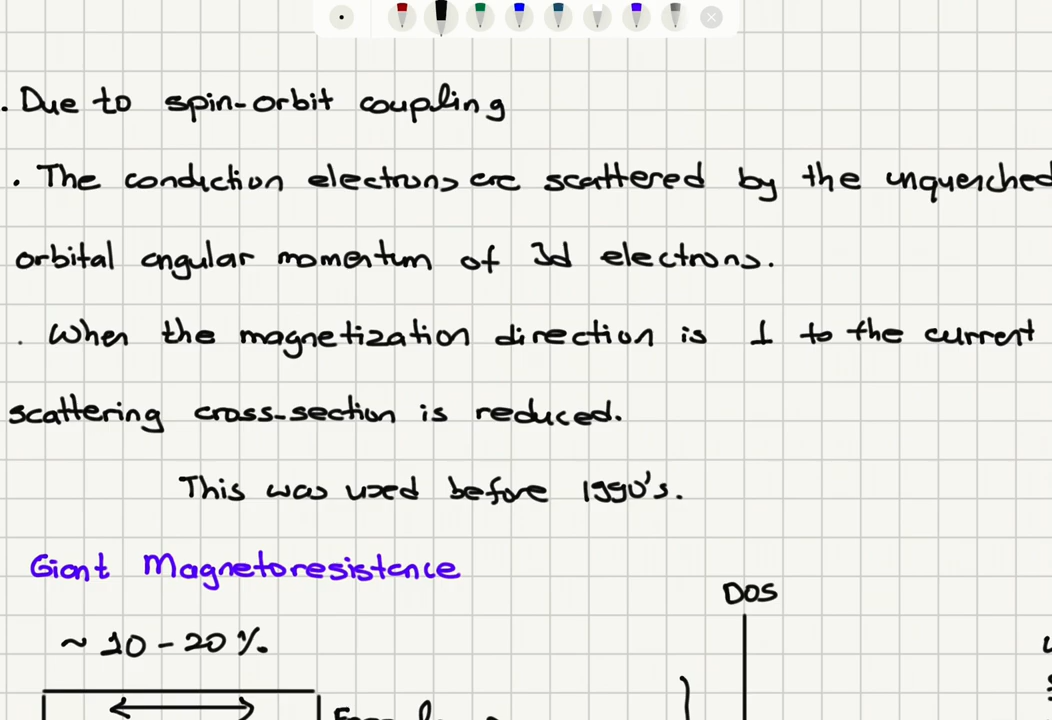 . Due to spin-orbit coupling
. The conduction electrons are scattered by the unquenched
orbital angular momentum of 3d electrons.
. When the magnetization direction is ⊥ to the current
scattering cross-section is reduced.
This was used before 1990's.
Giant Magnetoresistance
DOS
~ 10 - 20 %